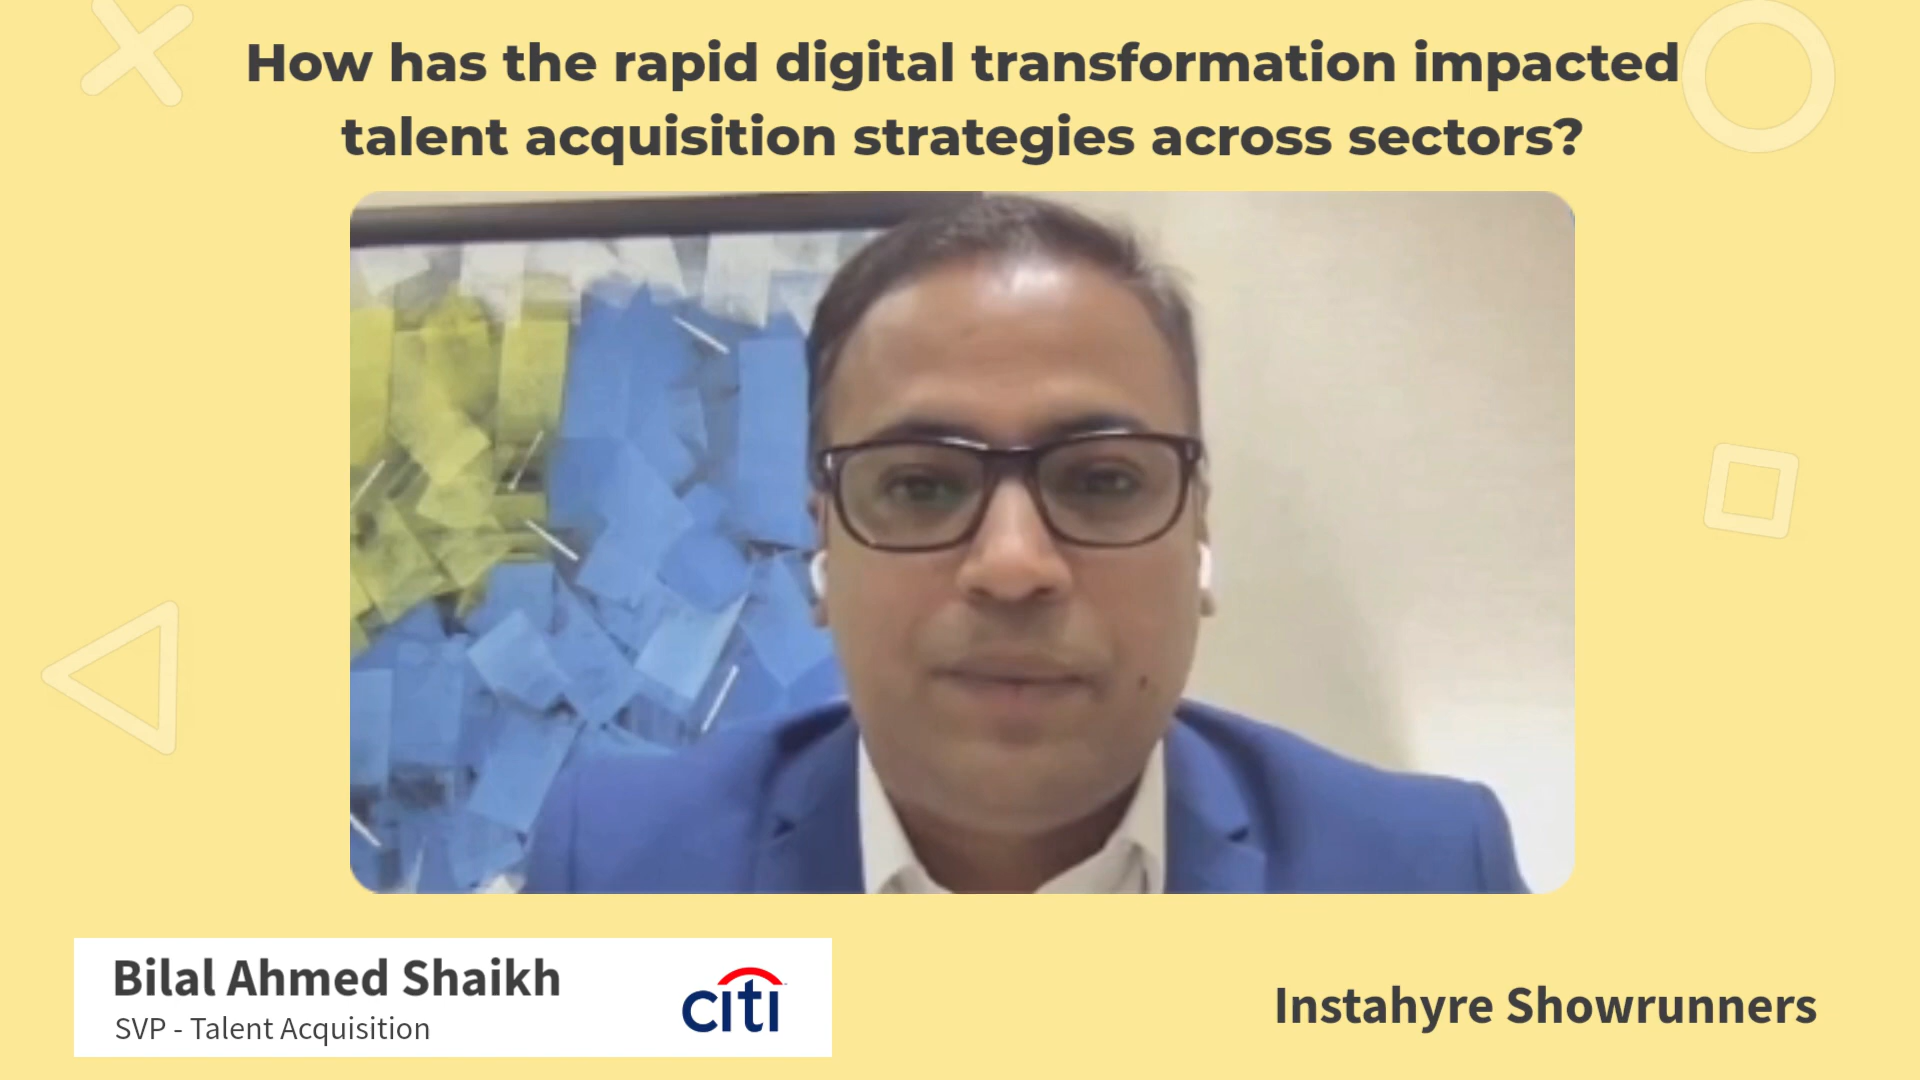 How has the rapid digital transformation impacted
talent acquisition strategies across sectors?
Bilal Ahmed Shaikh
SVP - Talent Acquisition
citi
Instahyre Showrunners